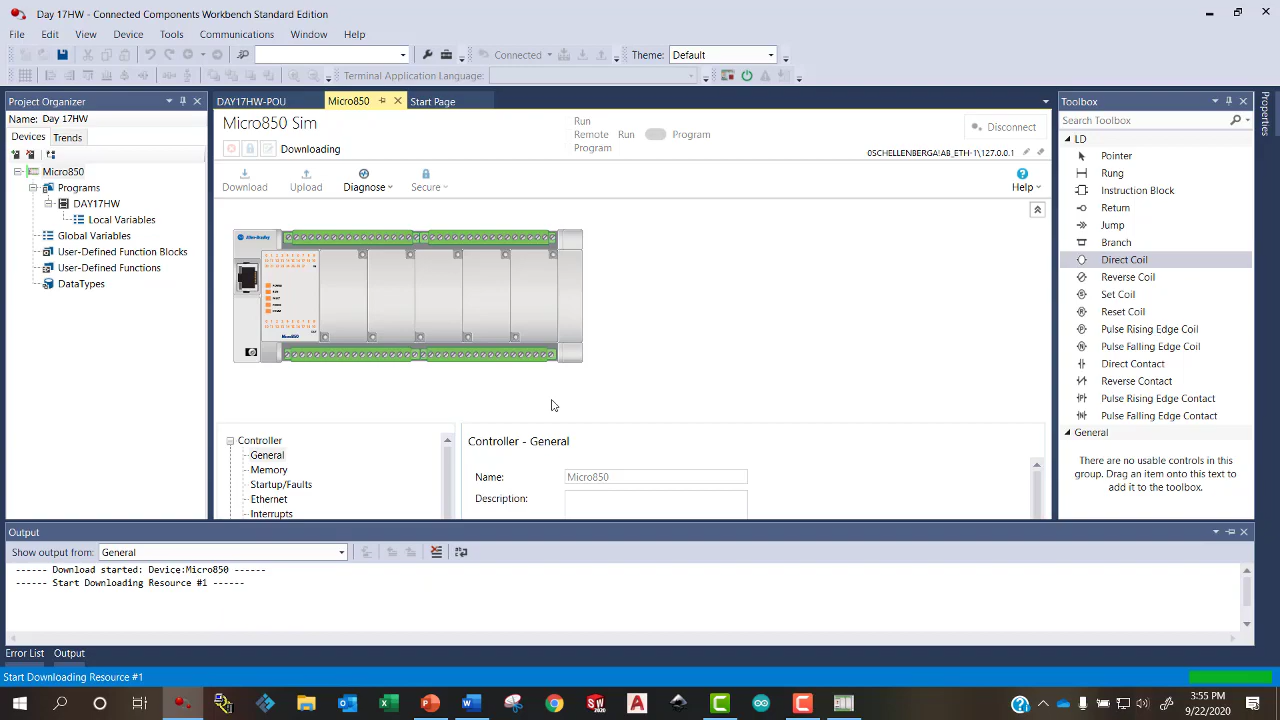 Day 17HW - Connected Components Workbench Standard Edition
File Edit View Device Tools Communications Window Help
Connected Theme: Default
Terminal Application Language:
Project Organizer
Name: Day 17HW
Devices Trends
Micro850
Programs
DAY17HW
Local Variables
Global Variables
User-Defined Function Blocks
User-Defined Functions
DataTypes
DAY17HW-POU Micro850 Start Page
Micro850 Sim
Downloading
Run
Remote Run Program
Program
Disconnect
OSCHELLENBERGA!AB_ETH-1\127.0.0.1
Download Upload Diagnose Secure Help
Allen-Bradley
Micro850
Controller
General
Memory
Startup/Faults
Ethernet
Interrupts
Controller - General
Name: Micro850
Description:
Toolbox
Search Toolbox
LD
Pointer
Rung
Instruction Block
Return
Jump
Branch
Direct Coil
Reverse Coil
Set Coil
Reset Coil
Pulse Rising Edge Coil
Pulse Falling Edge Coil
Direct Contact
Reverse Contact
Pulse Rising Edge Contact
Pulse Falling Edge Contact
General
There are no usable controls in this
group. Drag an item onto this text to
add it to the toolbox.
Properties
Output
Show output from: General
------ Download started: Device:Micro850 ------
------ Start Downloading Resource #1 ------
Error List Output
Start Downloading Resource #1
3:55 PM
9/22/2020